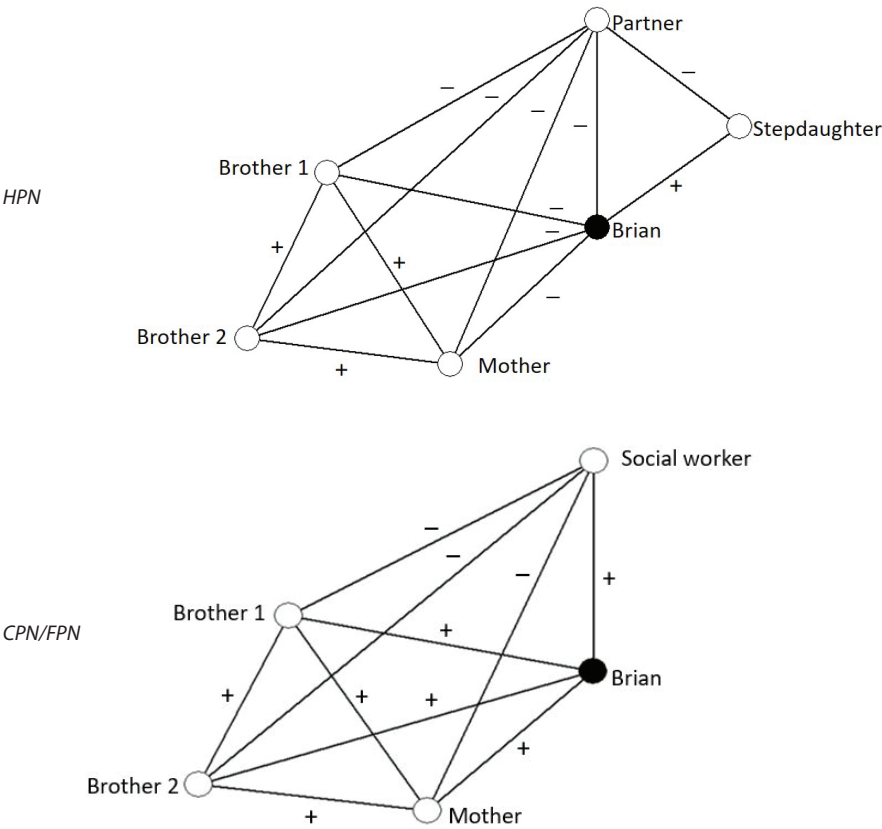 Partner
−
−
−
−
−
Stepdaughter
Brother 1
+
HPN
−
−
Brian
+
+
−
Brother 2
Mother
+
Social worker
−
−
−
+
Brother 1
+
CPN/FPN
Brian
+
+
+
+
Brother 2
Mother
+